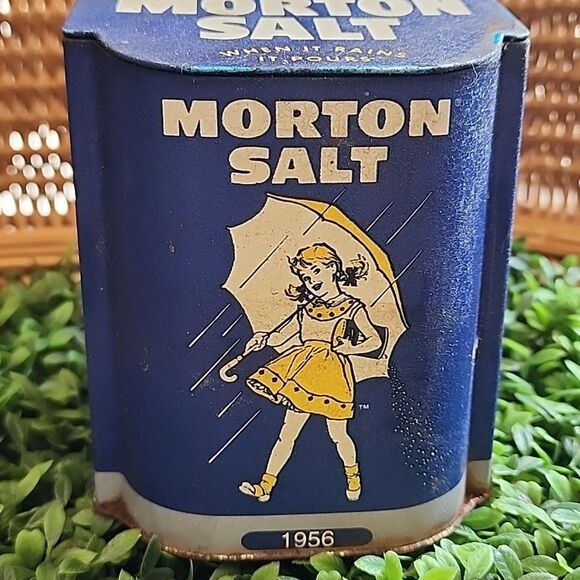 MORTON
SALT
WHEN IT RAINS
IT POURS
MORTON
SALT
TM
1956